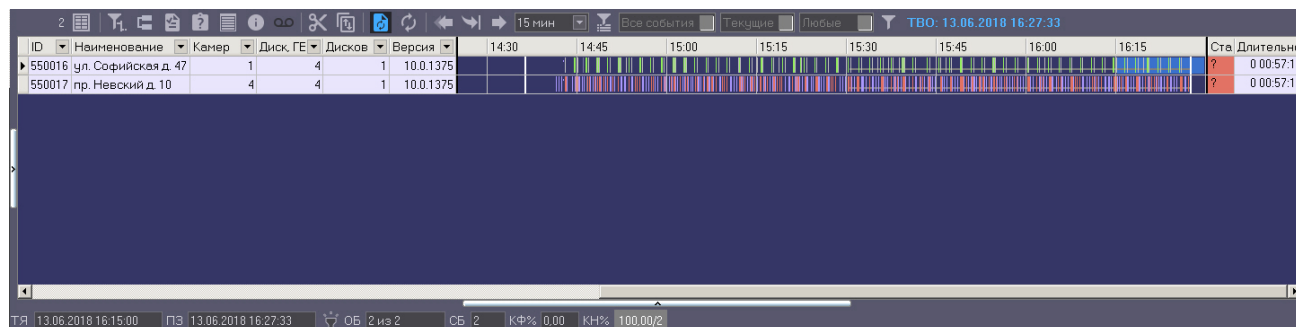 2 15 мин Все события Текущие Любые ТВО: 13.06.2018 16:27:33
ID Наименование Камер Диск, ГЕ Дисков Версия 14:30 14:45 15:00 15:15 15:30 15:45 16:00 16:15 Ста Длительно
550016 ул. Софийская д. 47 1 4 1 10.0.1375 ? 0 00:57:1
550017 пр. Невский д. 10 4 4 1 10.0.1375 ? 0 00:57:1
ТЯ 13.06.2018 16:15:00 ПЗ 13.06.2018 16:27:33 ОБ 2 из 2 СБ 2 КФ% 0,00 КН% 100,00/2